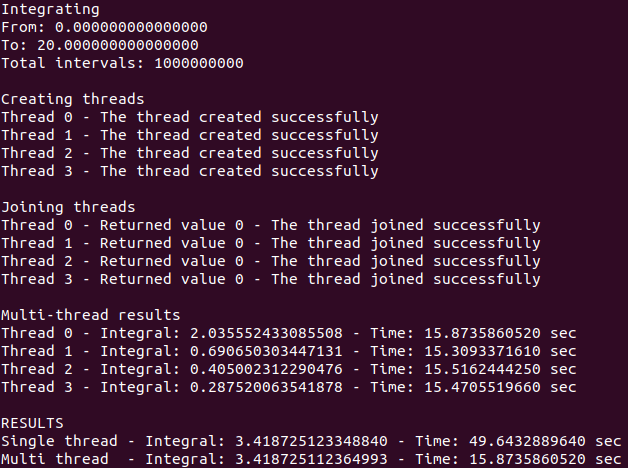 Integrating
From: 0.000000000000000
To: 20.000000000000000
Total intervals: 1000000000
Creating threads
Thread 0 - The thread created successfully
Thread 1 - The thread created successfully
Thread 2 - The thread created successfully
Thread 3 - The thread created successfully
Joining threads
Thread 0 - Returned value 0 - The thread joined successfully
Thread 1 - Returned value 0 - The thread joined successfully
Thread 2 - Returned value 0 - The thread joined successfully
Thread 3 - Returned value 0 - The thread joined successfully
Multi-thread results
Thread 0 - Integral: 2.035552433085508 - Time: 15.8735860520 sec
Thread 1 - Integral: 0.690650303447131 - Time: 15.3093371610 sec
Thread 2 - Integral: 0.405002312290476 - Time: 15.5162444250 sec
Thread 3 - Integral: 0.287520063541878 - Time: 15.4705519660 sec
RESULTS
Single thread - Integral: 3.418725123348840 - Time: 49.6432889640 sec
Multi thread  - Integral: 3.418725112364993 - Time: 15.8735860520 sec